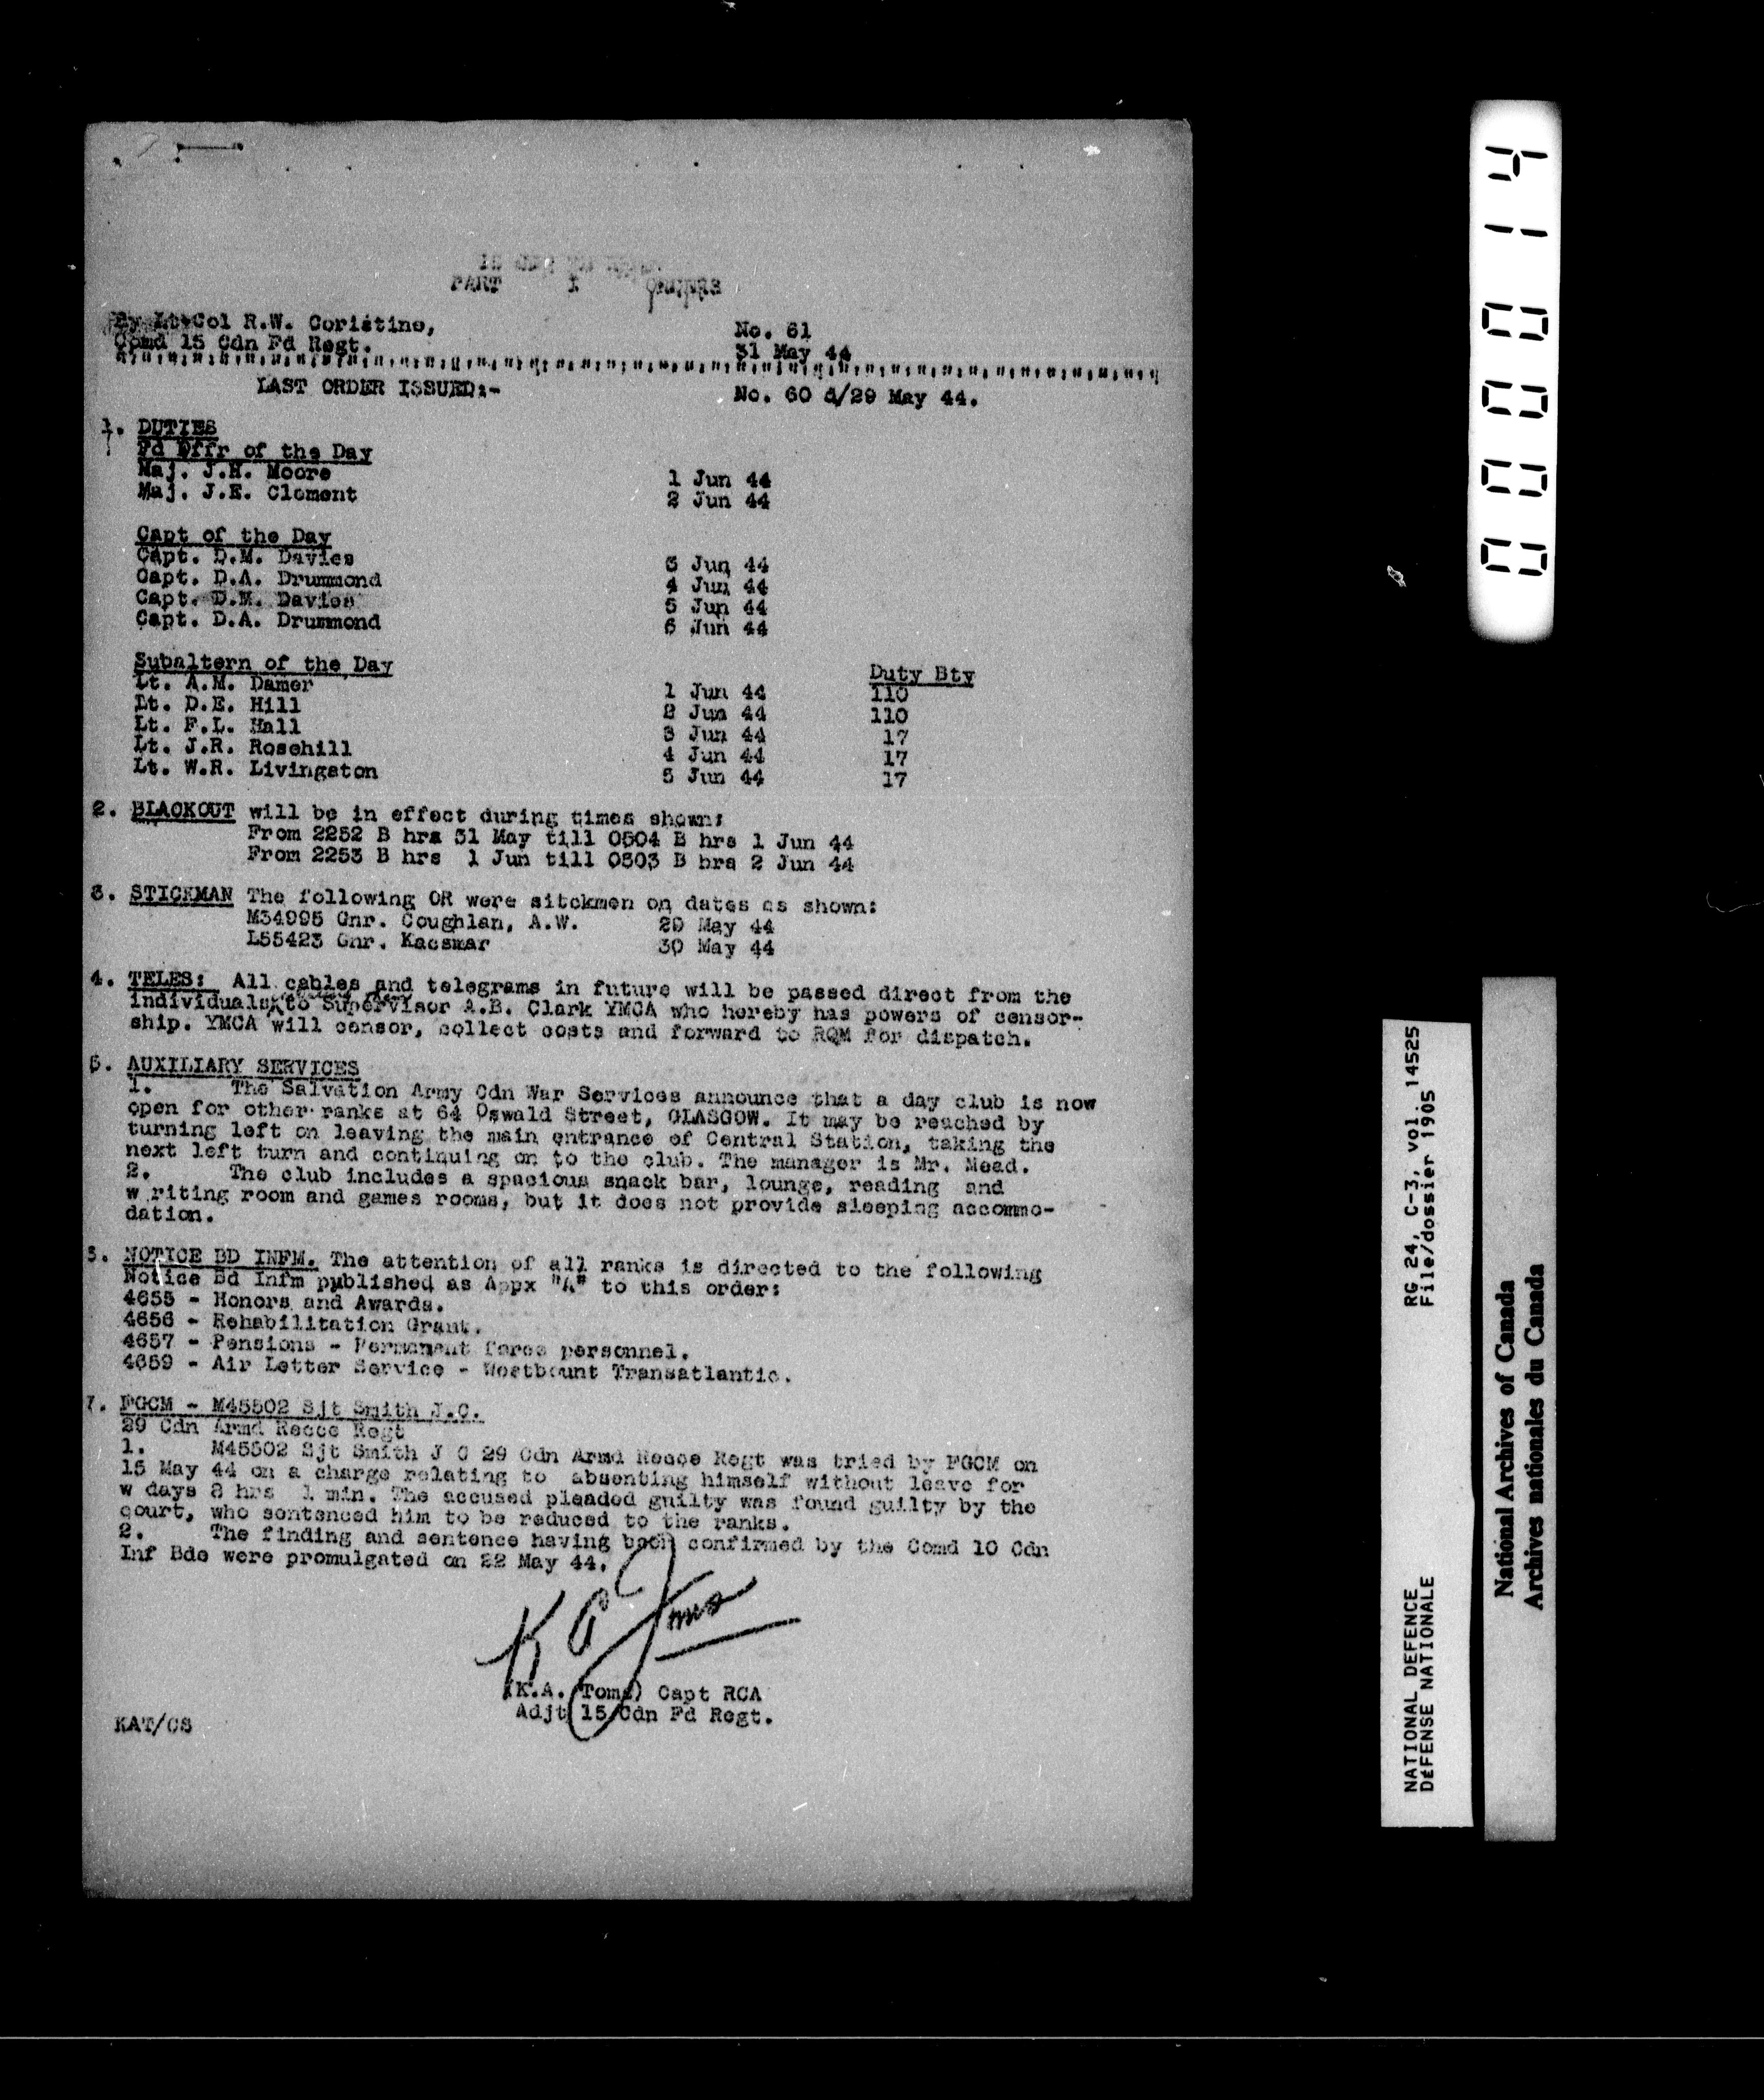 PART I ORDERS
By Lt-Col R.W. Coristine,
Comd 15 Cdn Fd Regt.
No. 61
31 May 44
LAST ORDER ISSUED:- No. 60 d/29 May 44.
1. DUTIES
Fd Offr of the Day
Maj. J.H. Moore 1 Jun 44
Maj. J.E. Clement 2 Jun 44
Capt of the Day
Capt. D.M. Davies 3 Jun 44
Capt. D.A. Drummond 4 Jun 44
Capt. D.M. Davies 5 Jun 44
Capt. D.A. Drummond 6 Jun 44
Subaltern of the Day Duty Bty
Lt. A.M. Damer 1 Jun 44 110
Lt. D.E. Hill 2 Jun 44 110
Lt. F.L. Hall 3 Jun 44 17
Lt. J.R. Rosehill 4 Jun 44 17
Lt. W.R. Livingston 5 Jun 44 17
2. BLACKOUT will be in effect during times shown:
From 2252 B hrs 31 May till 0504 B hrs 1 Jun 44
From 2253 B hrs 1 Jun till 0503 B hrs 2 Jun 44
3. STICKMAN The following OR were sitckmen on dates as shown:
M34995 Gnr. Coughlan, A.W. 29 May 44
L55423 Gnr. Kacsmar 30 May 44
4. TELES: All cables and telegrams in future will be passed direct from the
individuals to Supervisor A.B. Clark YMCA who hereby has powers of censor-
ship. YMCA will censor, collect costs and forward to RQM for dispatch.
5. AUXILIARY SERVICES
1. The Salvation Army Cdn War Services announce that a day club is now
open for other ranks at 64 Oswald Street, GLASGOW. It may be reached by
turning left on leaving the main entrance of Central Station, taking the
next left turn and continuing on to the club. The manager is Mr. Mead.
2. The club includes a spacious snack bar, lounge, reading and
w riting room and games rooms, but it does not provide sleeping accommo-
dation.
NOTICE BD INFM. The attention of all ranks is directed to the following
Notice Bd Infm published as Appx "A" to this order:
4655 - Honors and Awards.
4656 - Rehabilitation Grant.
4657 - Pensions - Permanent force personnel.
4659 - Air Letter Service - Westbount Transatlantic.
7. FGCM - M45502 Sjt Smith J.C.
29 Cdn Armd Recce Regt
1. M45502 Sjt Smith J C 29 Cdn Armd Recce Regt was tried by FGCM on
15 May 44 on a charge relating to absenting himself without leave for
w days 8 hrs 1 min. The accused pleaded guilty was found guilty by the
court, who sentenced him to be reduced to the ranks.
2. The finding and sentence having been confirmed by the Comd 10 Cdn
Inf Bde were promulgated on 22 May 44.
K A Toms
(K.A. Toms) Capt RCA
Adjt 15 Cdn Fd Regt.
KAT/CS
000014
RG 24, C-3, vol. 14525
File/dossier 1905
NATIONAL DEFENCE
DÉFENSE NATIONALE
National Archives of Canada
Archives nationales du Canada